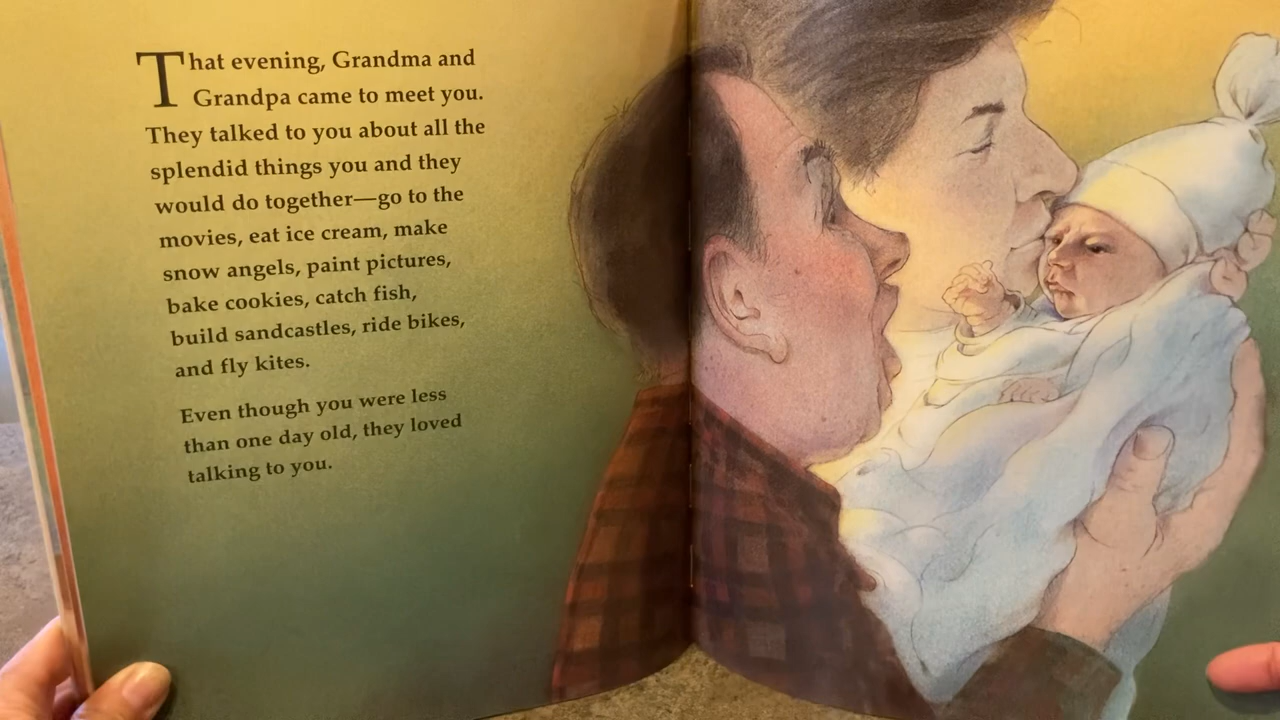 That evening, Grandma and
Grandpa came to meet you.
They talked to you about all the
splendid things you and they
would do together—go to the
movies, eat ice cream, make
snow angels, paint pictures,
bake cookies, catch fish,
build sandcastles, ride bikes,
and fly kites.
Even though you were less
than one day old, they loved
talking to you.